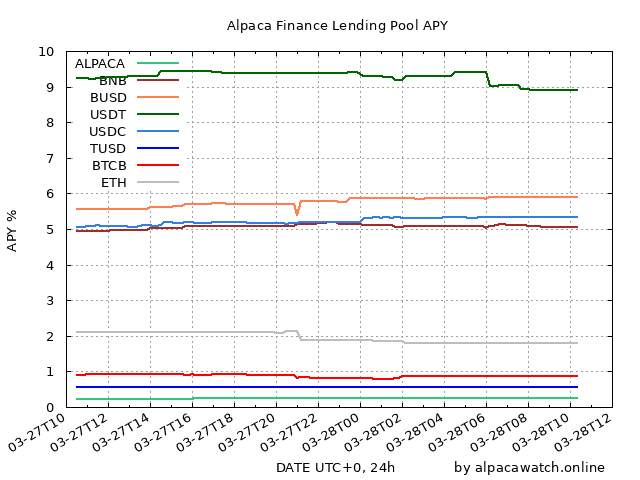 Alpaca Finance Lending Pool APY
APY %
10
9
8
7
6
5
4
3
2
1
0
ALPACA
BNB
BUSD
USDT
USDC
TUSD
BTCB
ETH
03-27T10
03-27T12
03-27T14
03-27T16
03-27T18
03-27T20
03-27T22
03-28T00
03-28T02
03-28T04
03-28T06
03-28T08
03-28T10
03-28T12
DATE UTC+0, 24h
by alpacawatch.online